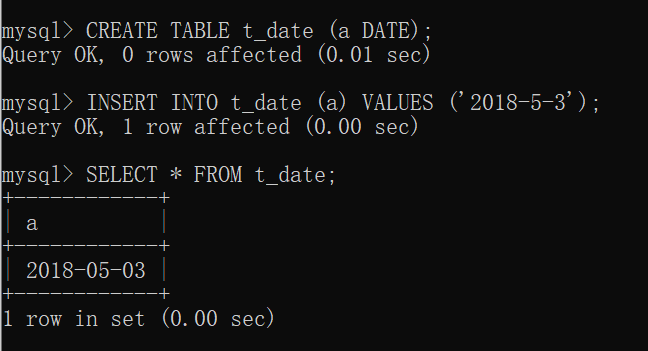 mysql> CREATE TABLE t_date (a DATE);
Query OK, 0 rows affected (0.01 sec)
mysql> INSERT INTO t_date (a) VALUES ('2018-5-3');
Query OK, 1 row affected (0.00 sec)
mysql> SELECT * FROM t_date;
+------------+
| a          |
+------------+
| 2018-05-03 |
+------------+
1 row in set (0.00 sec)